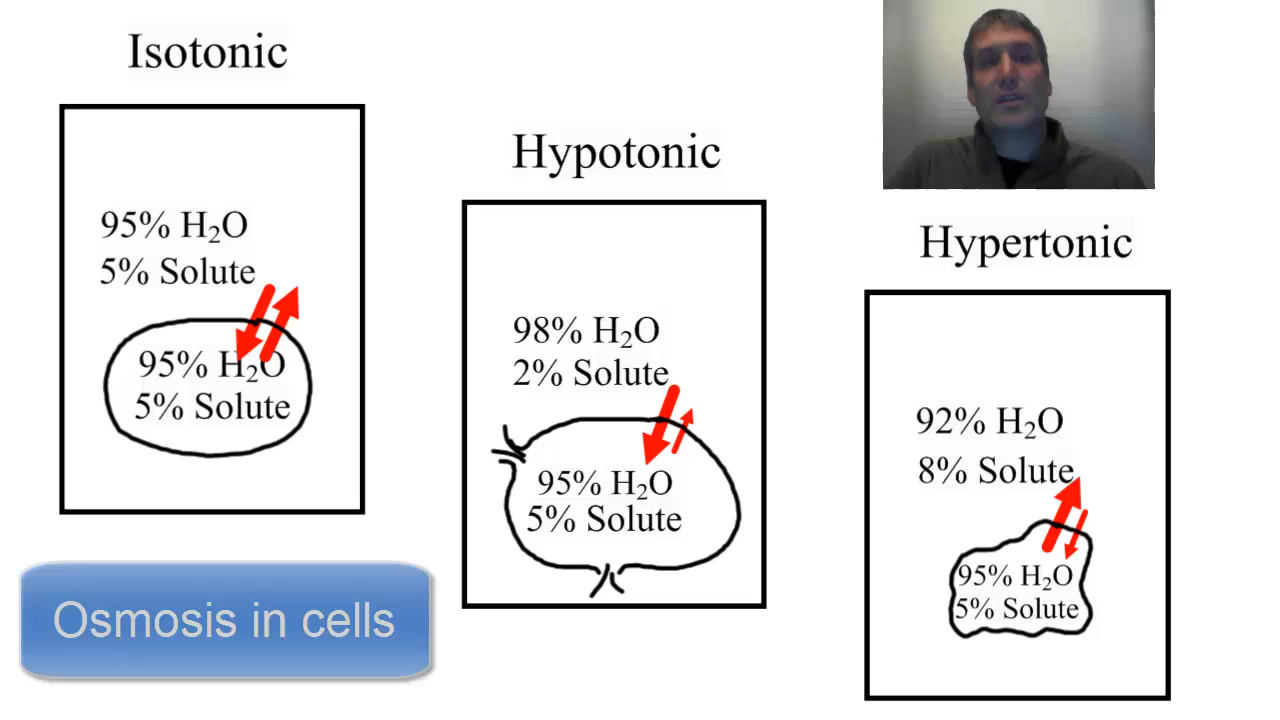 Isotonic
95% H₂O
5% Solute
95% H₂O
5% Solute
Hypotonic
98% H₂O
2% Solute
95% H₂O
5% Solute
Hypertonic
92% H₂O
8% Solute
95% H₂O
5% Solute
Osmosis in cells